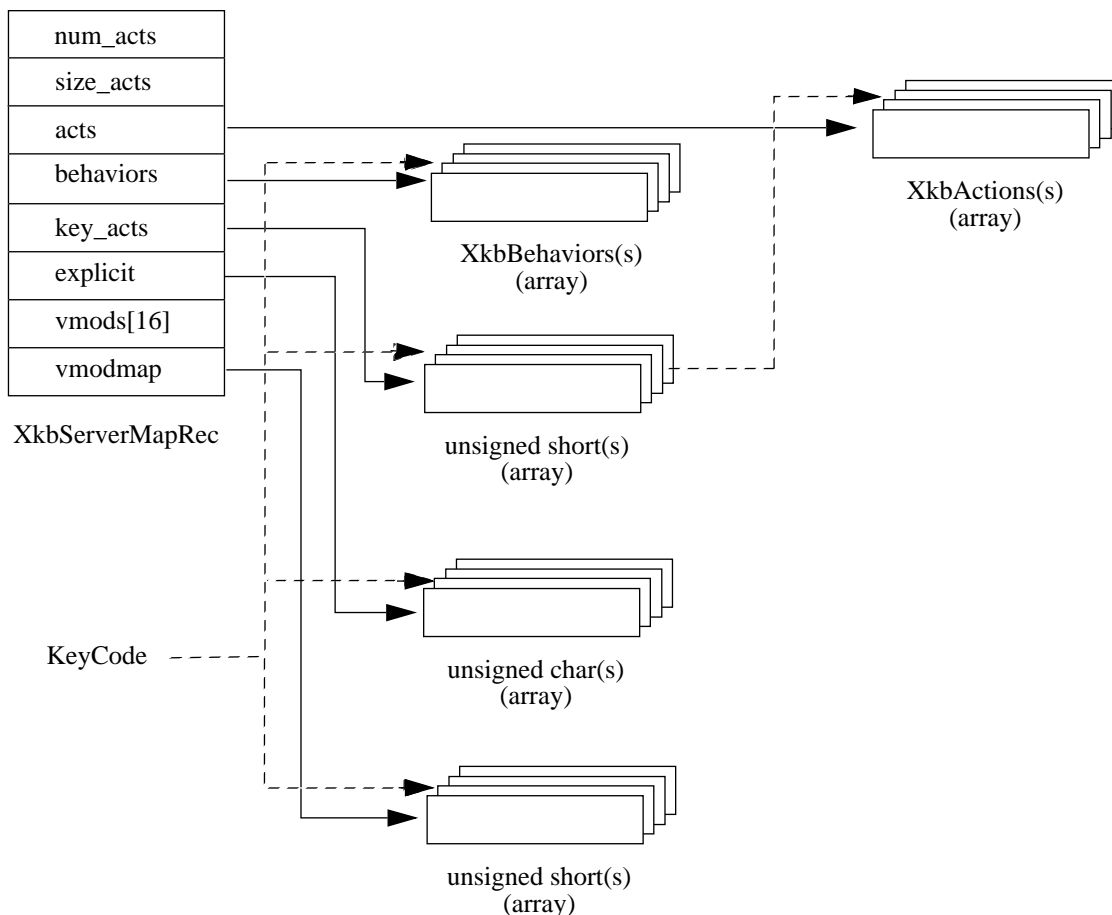 num_acts
size_acts
acts
behaviors
key_acts
explicit
vmods[16]
vmodmap
XkbServerMapRec
XkbActions(s)
(array)
XkbBehaviors(s)
(array)
unsigned short(s)
(array)
KeyCode
unsigned char(s)
(array)
unsigned short(s)
(array)